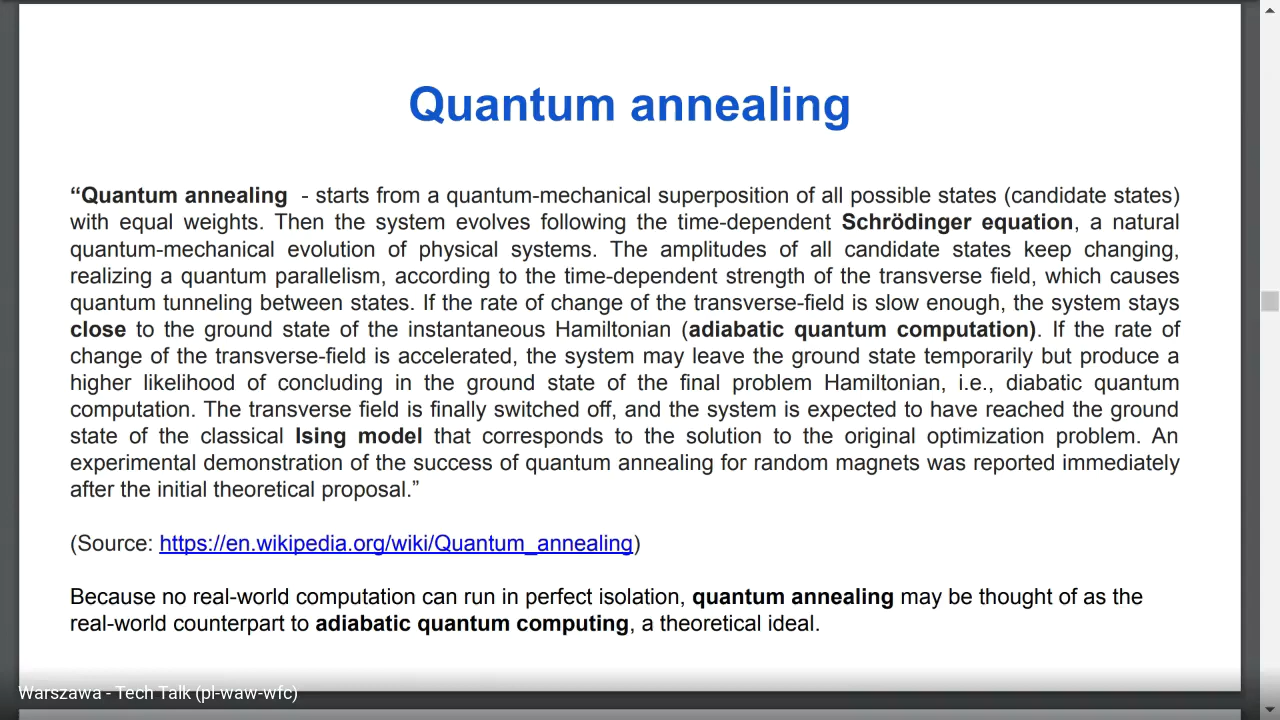 Quantum annealing
“Quantum annealing  - starts from a quantum-mechanical superposition of all possible states (candidate states)
with equal weights. Then the system evolves following the time-dependent Schrödinger equation, a natural
quantum-mechanical evolution of physical systems. The amplitudes of all candidate states keep changing,
realizing a quantum parallelism, according to the time-dependent strength of the transverse field, which causes
quantum tunneling between states. If the rate of change of the transverse-field is slow enough, the system stays
close to the ground state of the instantaneous Hamiltonian (adiabatic quantum computation). If the rate of
change of the transverse-field is accelerated, the system may leave the ground state temporarily but produce a
higher likelihood of concluding in the ground state of the final problem Hamiltonian, i.e., diabatic quantum
computation. The transverse field is finally switched off, and the system is expected to have reached the ground
state of the classical Ising model that corresponds to the solution to the original optimization problem. An
experimental demonstration of the success of quantum annealing for random magnets was reported immediately
after the initial theoretical proposal.”
(Source: https://en.wikipedia.org/wiki/Quantum_annealing)
Because no real-world computation can run in perfect isolation, quantum annealing may be thought of as the
real-world counterpart to adiabatic quantum computing, a theoretical ideal.
Warszawa - Tech Talk (pl-waw-wfc)